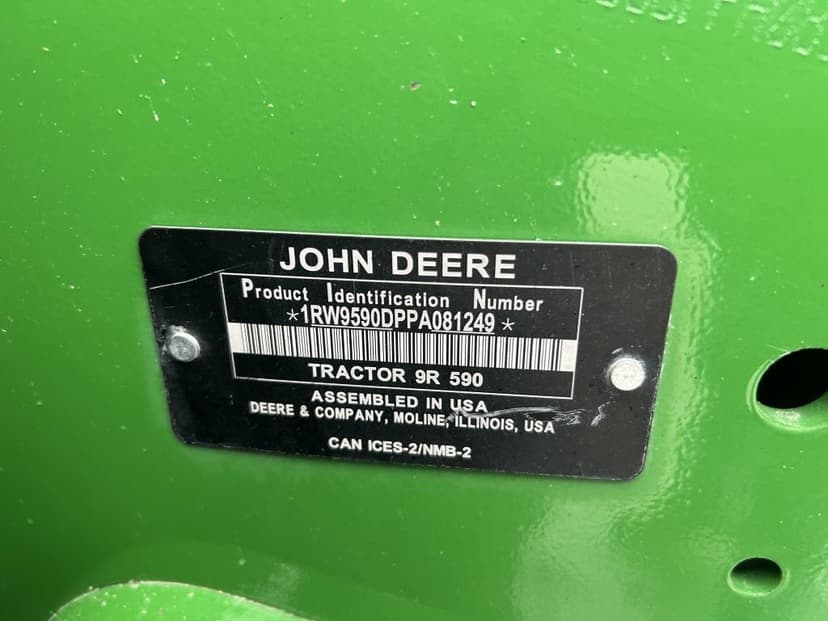 JOHN DEERE
Product Identification Number
*1RW9590DPPA081249*
TRACTOR 9R 590
ASSEMBLED IN USA
DEERE & COMPANY, MOLINE, ILLINOIS, USA
CAN ICES-2/NMB-2